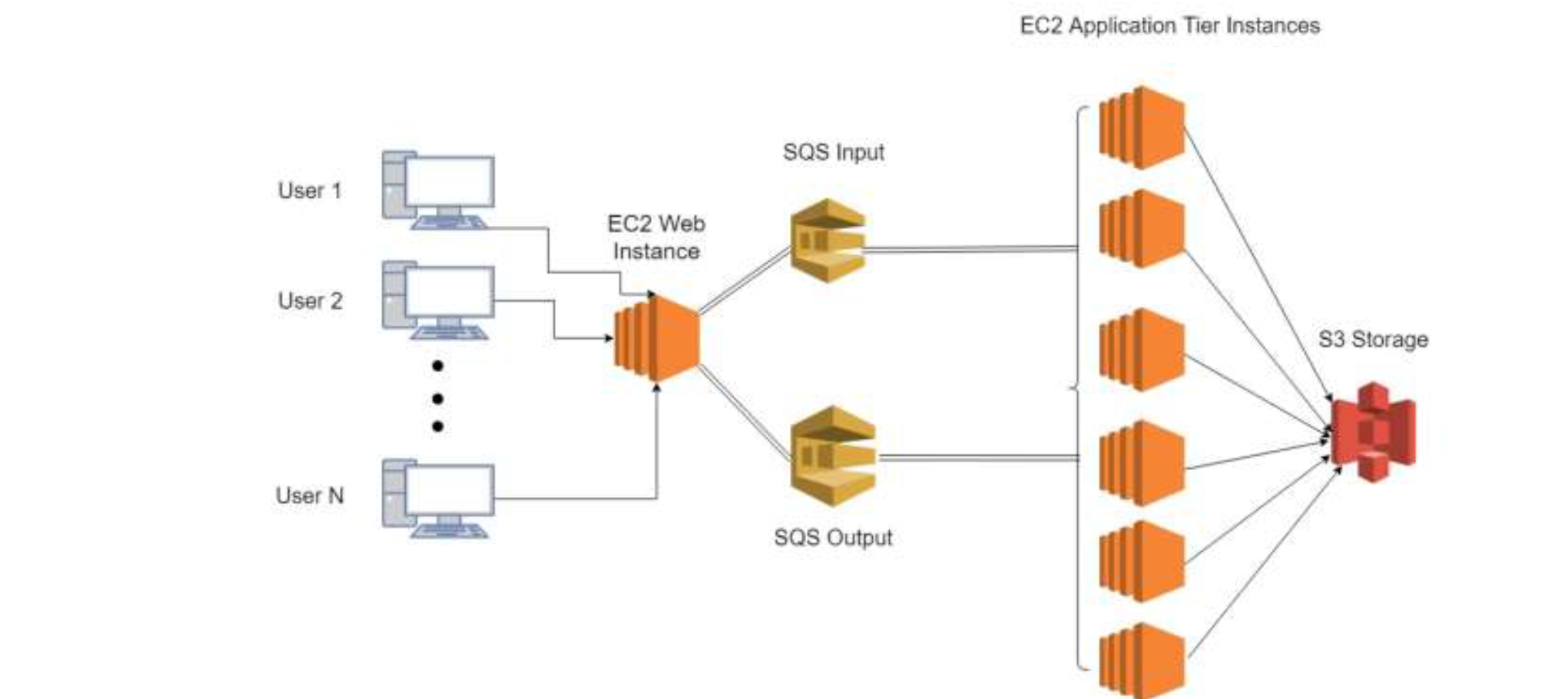 EC2 Application Tier Instances
SQS Input
User 1
EC2 Web
Instance
User 2
S3 Storage
User N
SQS Output